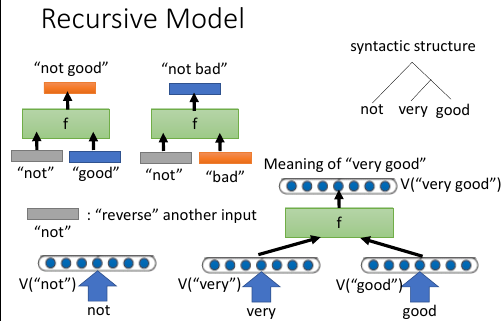 Recursive Model
syntactic structure
not very good
"not good"
"not bad"
f
f
"not" "good"
"not" "bad"
Meaning of "very good"
V("very good")
f
: "reverse" another input
"not"
V("not")
V("very")
V("good")
not
very
good